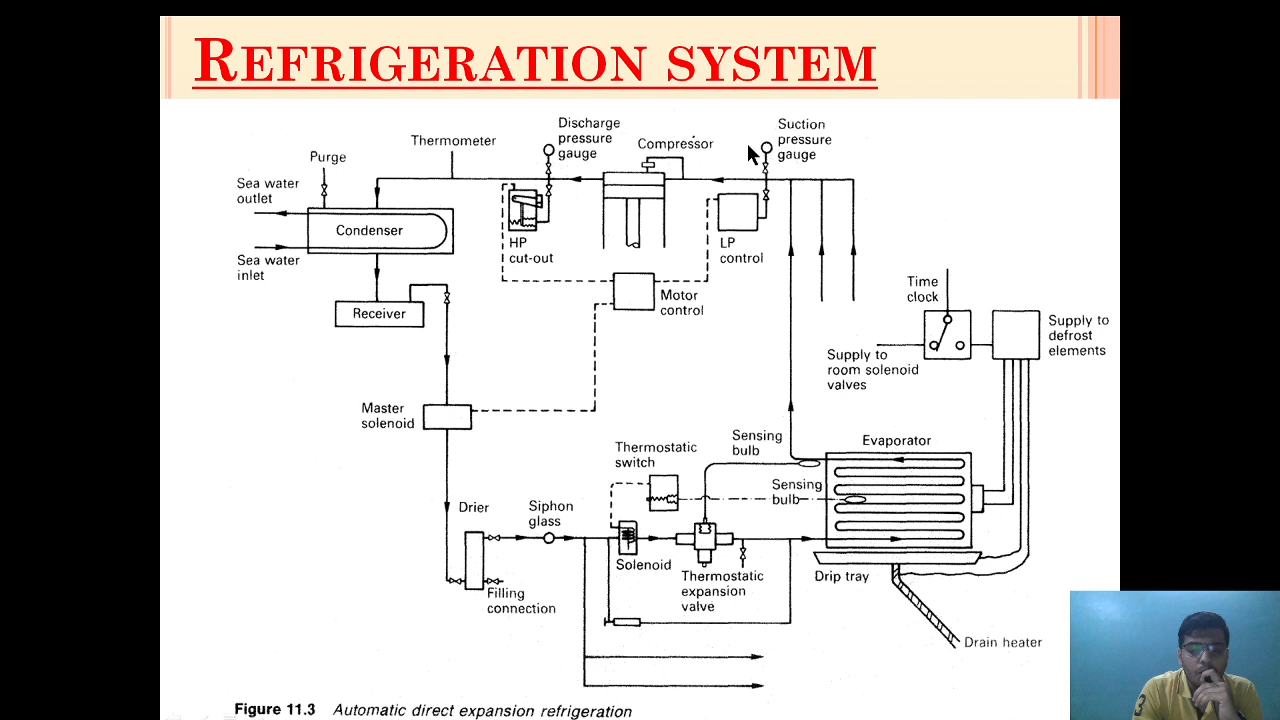 REFRIGERATION SYSTEM
Discharge
pressure
gauge
Suction
pressure
gauge
Thermometer
Compressor
Purge
Sea water
outlet
Condenser
Sea water
inlet
HP
cut-out
LP
control
Motor
control
Receiver
Time
clock
Supply to
defrost
elements
Supply to
room solenoid
valves
Master
solenoid
Thermostatic
switch
Sensing
bulb
Evaporator
Sensing
bulb
Drier
Siphon
glass
Solenoid
Thermostatic
expansion
valve
Drip tray
Filling
connection
Drain heater
Figure 11.3 Automatic direct expansion refrigeration
3